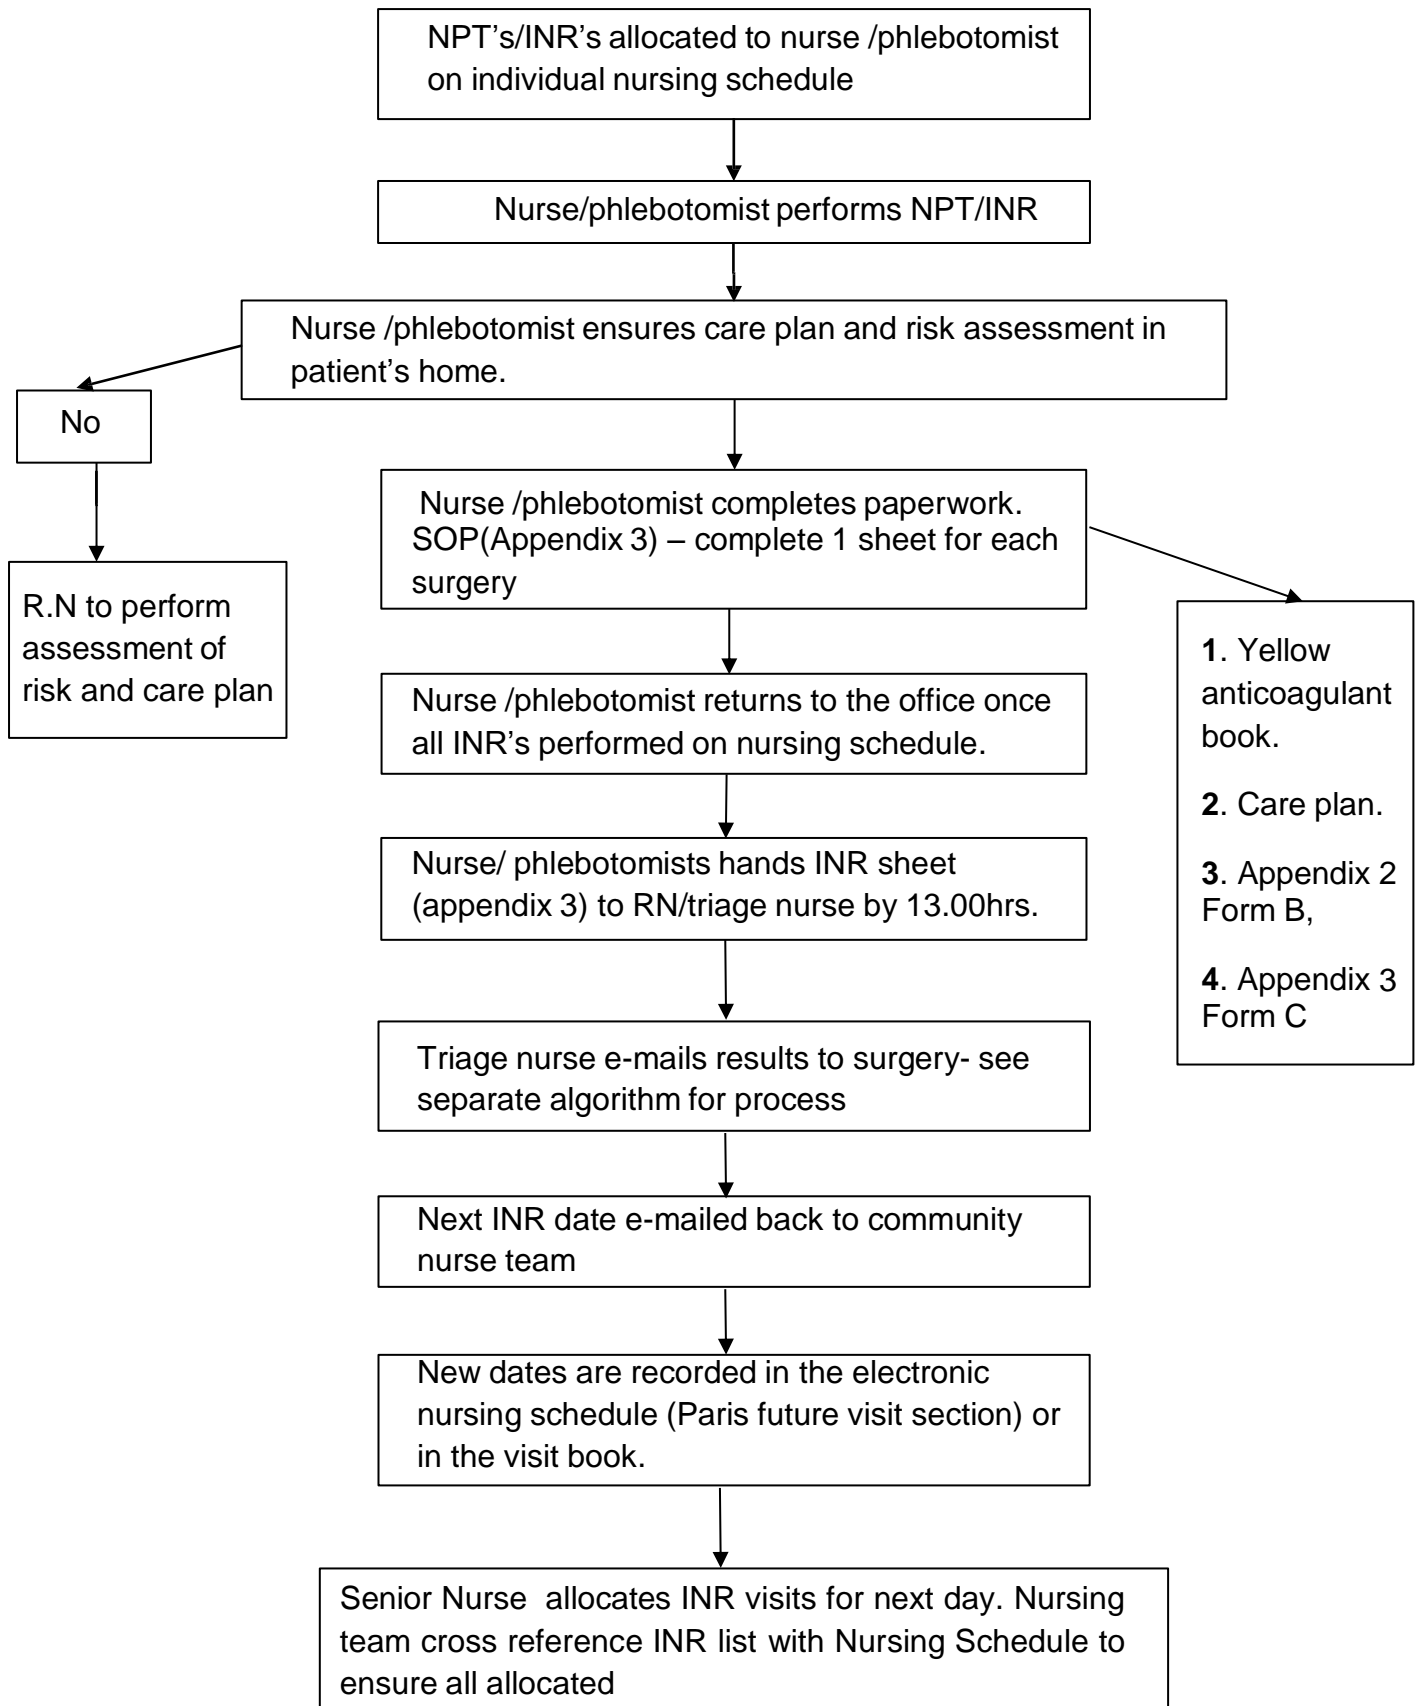 NPT’s/INR’s allocated to nurse /phlebotomist
on individual nursing schedule
Nurse/phlebotomist performs NPT/INR
Nurse /phlebotomist ensures care plan and risk assessment in
patient’s home.
No
R.N to perform
assessment of
risk and care plan
Nurse /phlebotomist completes paperwork.
SOP(Appendix 3) – complete 1 sheet for each
surgery
1. Yellow
anticoagulant
book.
2. Care plan.
3. Appendix 2
Form B,
4. Appendix 3
Form C
Nurse /phlebotomist returns to the office once
all INR’s performed on nursing schedule.
Nurse/ phlebotomists hands INR sheet
(appendix 3) to RN/triage nurse by 13.00hrs.
Triage nurse e-mails results to surgery- see
separate algorithm for process
Next INR date e-mailed back to community
nurse team
New dates are recorded in the electronic
nursing schedule (Paris future visit section) or
in the visit book.
Senior Nurse  allocates INR visits for next day. Nursing
team cross reference INR list with Nursing Schedule to
ensure all allocated